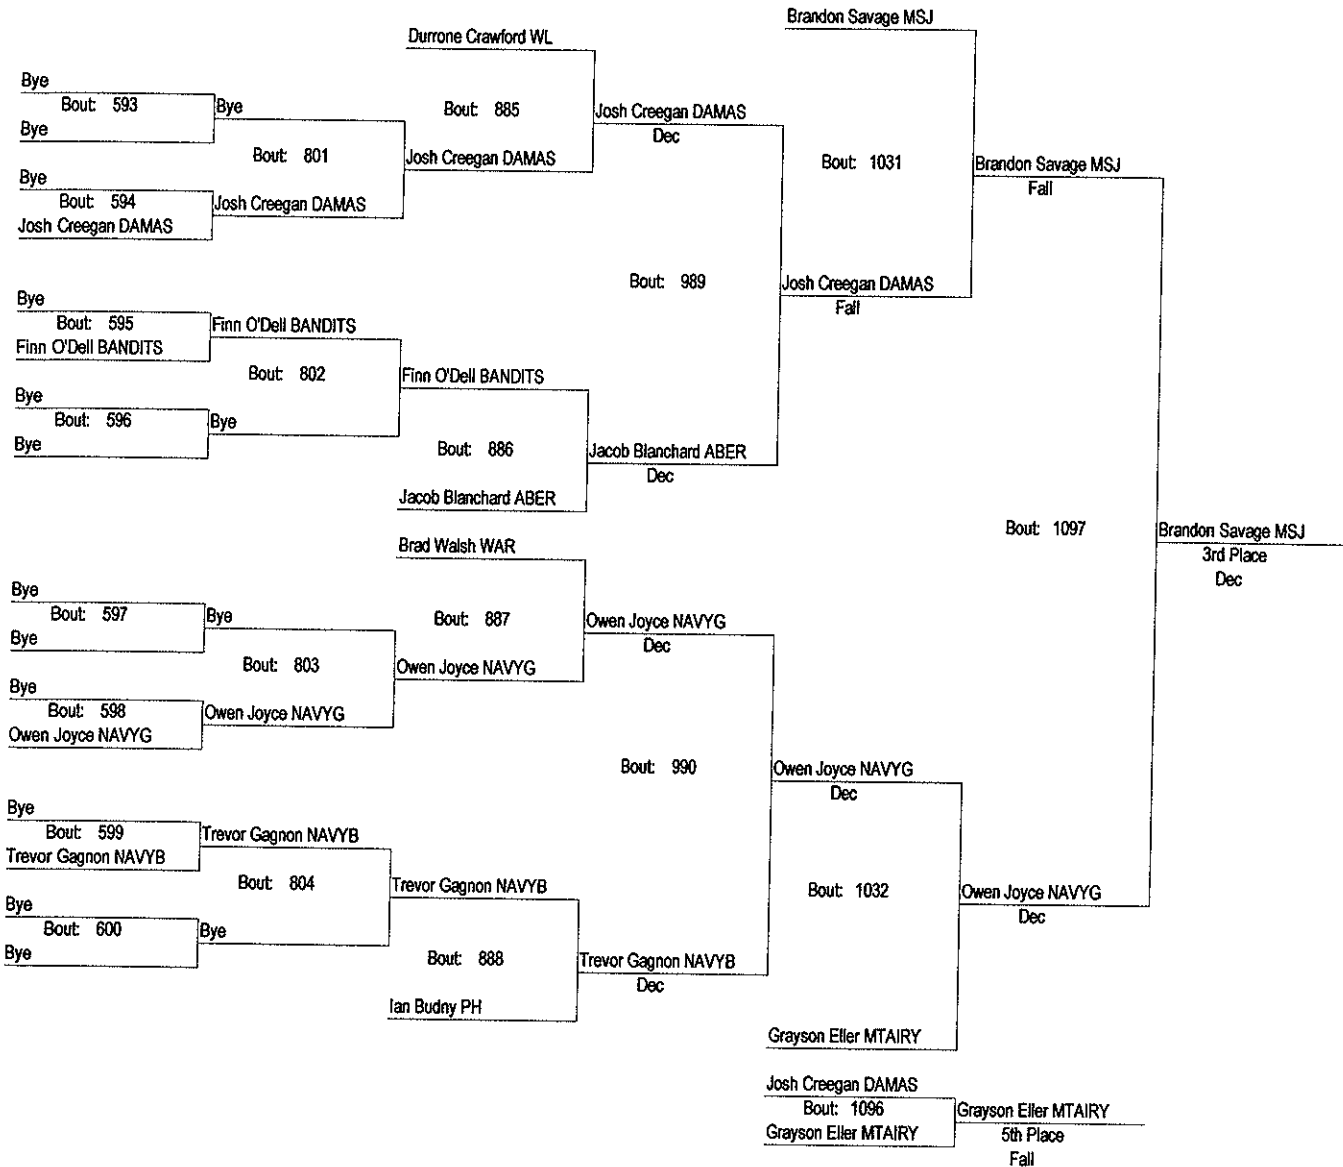 Brandon Savage MSJ
Durrone Crawford WL
Bye
Bout: 593
Bye
Bye
Bout: 885
Josh Creegan DAMAS
Dec
Bout: 801
Josh Creegan DAMAS
Bout: 1031
Brandon Savage MSJ
Fall
Bye
Bout: 594
Josh Creegan DAMAS
Josh Creegan DAMAS
Bout: 989
Josh Creegan DAMAS
Fall
Bye
Bout: 595
Finn O'Dell BANDITS
Finn O'Dell BANDITS
Bout: 802
Finn O'Dell BANDITS
Bye
Bout: 596
Bye
Bye
Bout: 886
Jacob Blanchard ABER
Dec
Jacob Blanchard ABER
Bout: 1097
Brandon Savage MSJ
3rd Place
Dec
Brad Walsh WAR
Bye
Bout: 597
Bye
Bye
Bout: 887
Owen Joyce NAVYG
Dec
Bout: 803
Owen Joyce NAVYG
Bye
Bout: 598
Owen Joyce NAVYG
Owen Joyce NAVYG
Bout: 990
Owen Joyce NAVYG
Dec
Bye
Bout: 599
Trevor Gagnon NAVYB
Trevor Gagnon NAVYB
Bout: 804
Trevor Gagnon NAVYB
Bout: 1032
Owen Joyce NAVYG
Dec
Bye
Bout: 600
Bye
Bye
Bout: 888
Trevor Gagnon NAVYB
Dec
Ian Budny PH
Grayson Eller MTAIRY
Josh Creegan DAMAS
Bout: 1096
Grayson Eller MTAIRY
Grayson Eller MTAIRY
5th Place
Fall